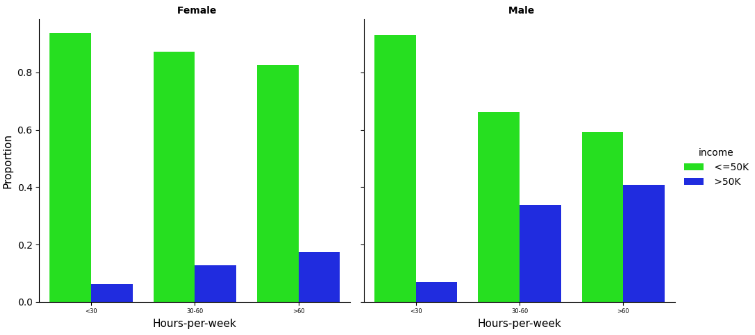 Female
Male
Proportion
0.8
0.6
0.4
0.2
0.0
<30
30-60
>60
<30
30-60
>60
Hours-per-week
Hours-per-week
income
<=50K
>50K